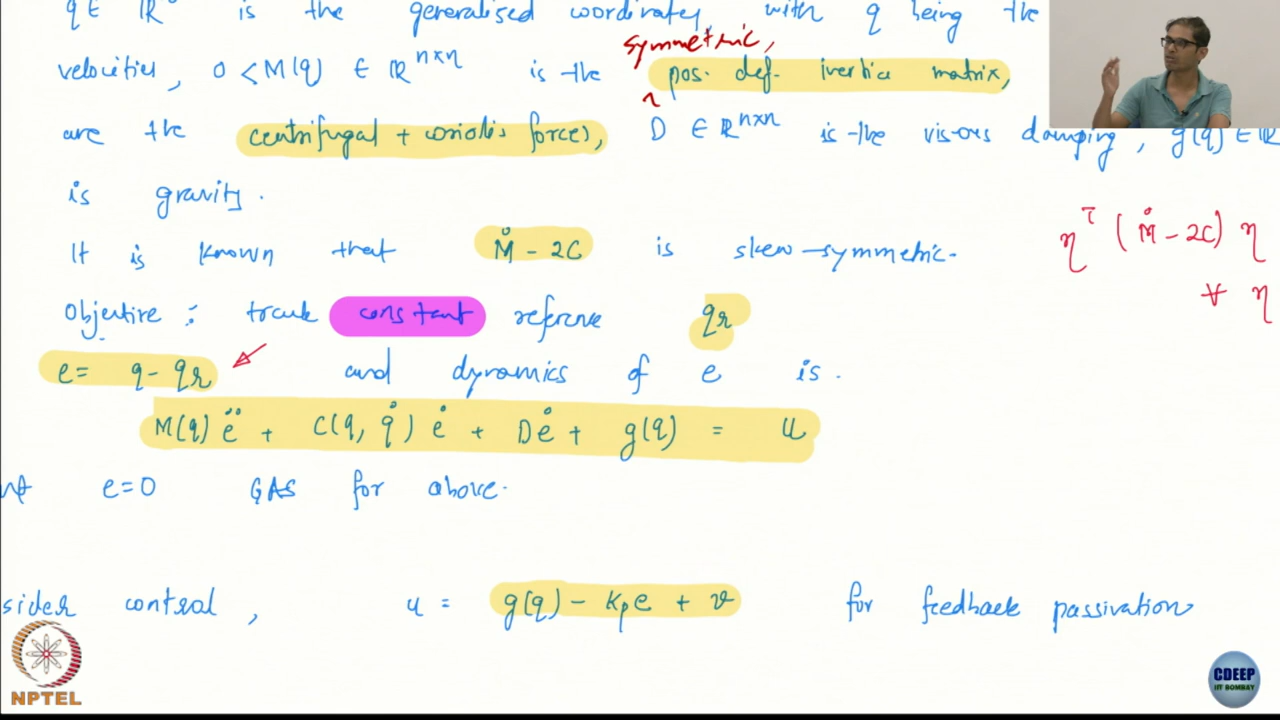 q ∈ ℝ is the generalised coordinates with q̇ being the
symmetric,
velocities, 0 < M(q) ∈ ℝⁿˣⁿ is the pos. def. inertia matrix,
are the centrifugal + coriolis forces, D ∈ ℝⁿˣⁿ is the viscous damping, g(q) ∈ ℝ
is gravity.
It is known that Ṁ - 2C is skew-symmetric.
ηᵀ (Ṁ - 2C) η
∀ η
Objective : track constant reference qr
e = q - qr and dynamics of e is.
M(q) ë + C(q, q̇) ė + D ė + g(q) = u
e=0 GAS for above.
sider control, u = g(q) - Kp e + v for feedback passivation
NPTEL
CDEEP
IIT BOMBAY